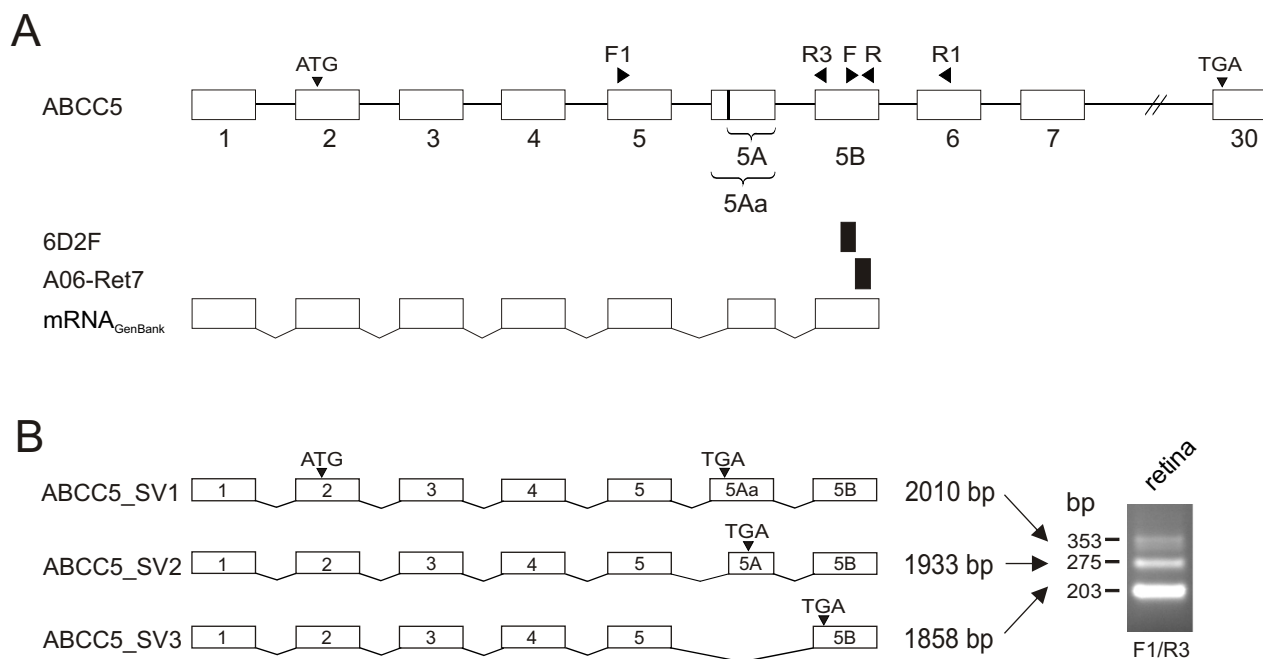 A
F1 R3 F R R1
ATG TGA
ABCC5
1 2 3 4 5 6 7 30
5A 5B
5Aa
6D2F
A06-Ret7
mRNAGenBank
B
ATG TGA
ABCC5_SV1 1 2 3 4 5 5Aa 5B 2010 bp
TGA
ABCC5_SV2 1 2 3 4 5 5A 5B 1933 bp
TGA
ABCC5_SV3 1 2 3 4 5 5B 1858 bp
retina
bp
353
275
203
F1/R3